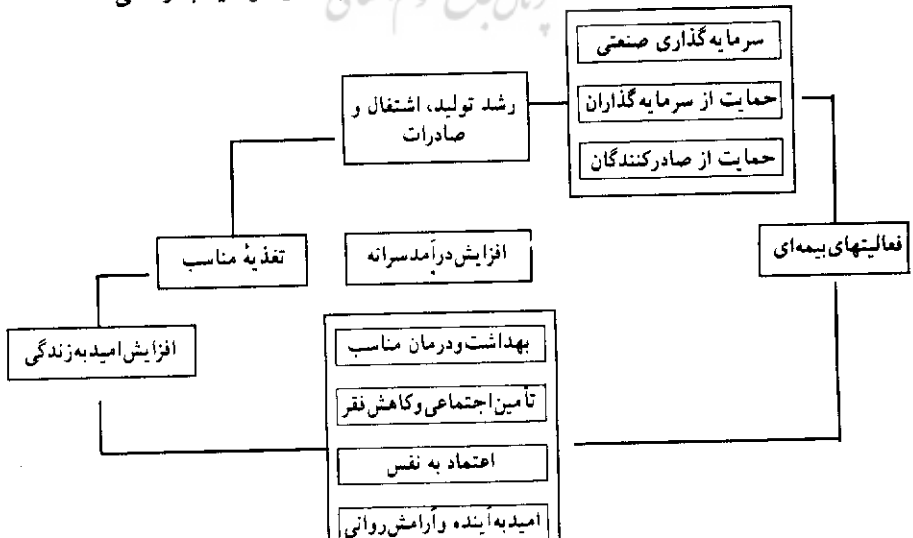 سرمایه‌گذاری صنعتی
حمایت از سرمایه‌گذاران
حمایت از صادرکنندگان
رشد تولید، اشتغال و
صادرات
فعالیتهای‌بیمه‌ای
افزایش‌درآمدسرانه
تغذیهٔ مناسب
افزایش‌امیدبه‌زندگی
بهداشت‌ودرمان مناسب
تأمین‌اجتماعی‌وکاهش‌فقر
اعتماد به نفس
امیدبه‌آینده وآرامش‌روانی